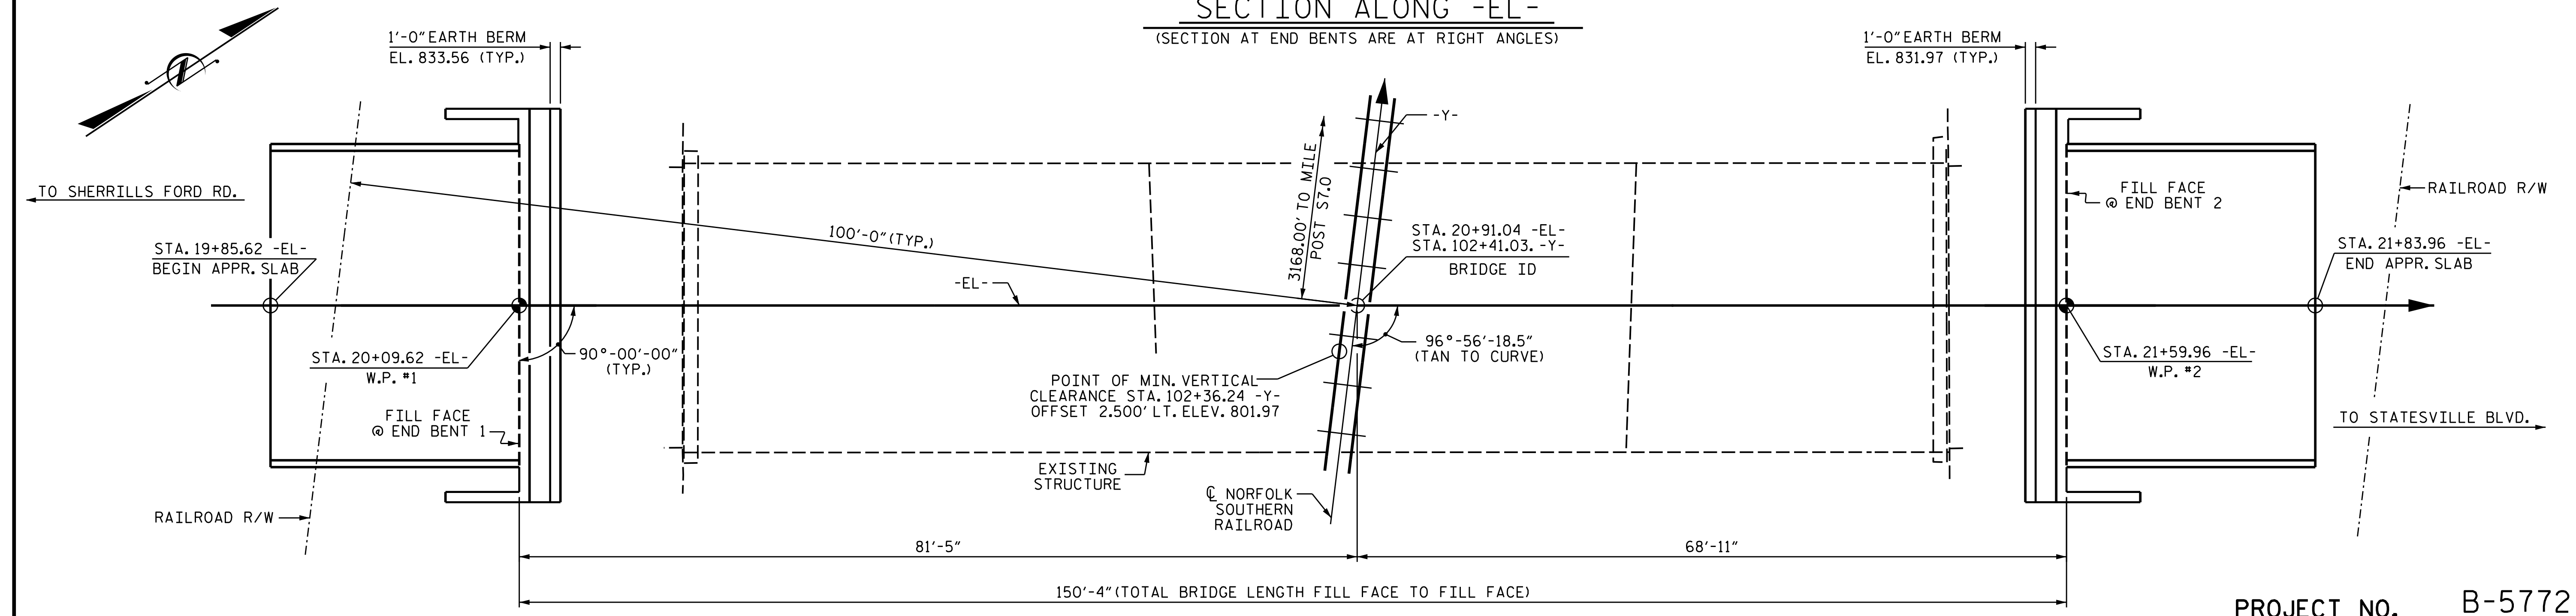 SECTION ALONG -EL-
(SECTION AT END BENTS ARE AT RIGHT ANGLES)
1'-0" EARTH BERM
EL. 833.56 (TYP.)
1'-0" EARTH BERM
EL. 831.97 (TYP.)
-Y-
TO SHERRILLS FORD RD.
3168.00' TO MILE
POST S7.0
FILL FACE
@ END BENT 2
RAILROAD R/W
100'-0" (TYP.)
STA. 19+85.62 -EL-
BEGIN APPR. SLAB
STA. 20+91.04 -EL-
STA. 102+41.03. -Y-
BRIDGE ID
STA. 21+83.96 -EL-
END APPR. SLAB
-EL-
STA. 20+09.62 -EL-
W.P. #1
90°-00'-00"
(TYP.)
96°-56'-18.5"
(TAN TO CURVE)
STA. 21+59.96 -EL-
W.P. #2
POINT OF MIN. VERTICAL
CLEARANCE STA. 102+36.24 -Y-
OFFSET 2.500' LT. ELEV. 801.97
FILL FACE
@ END BENT 1
TO STATESVILLE BLVD.
EXISTING
STRUCTURE
℄ NORFOLK
SOUTHERN
RAILROAD
RAILROAD R/W
81'-5"
68'-11"
150'-4" (TOTAL BRIDGE LENGTH FILL FACE TO FILL FACE)
PROJECT NO. B-5772